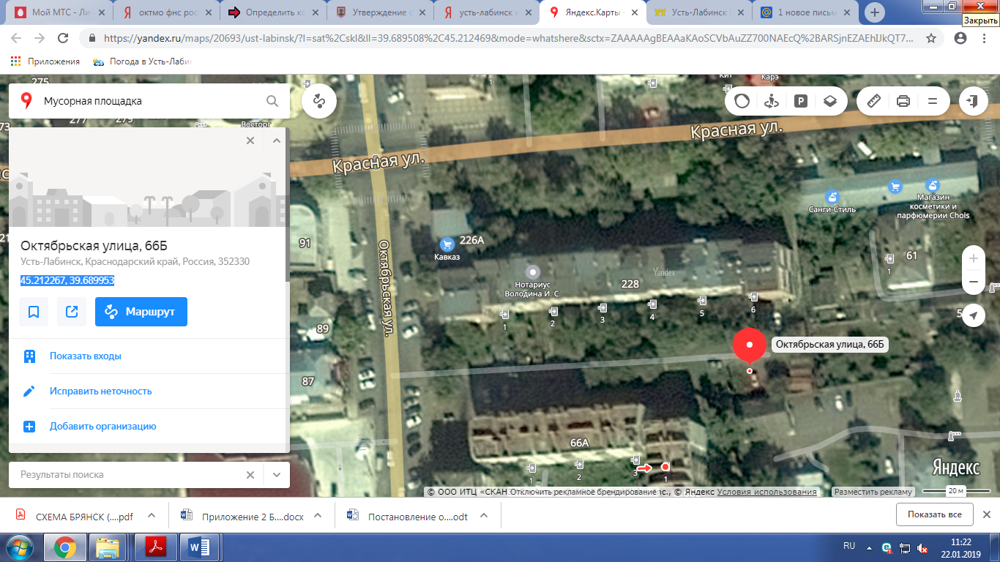 Мой МТС - Ли
октмо фнс рос
Определить ко
Утверждение с
усть-лабинск и
Яндекс.Карты -
Усть-Лабинск
1 новое письм
Закрыть
https://yandex.ru/maps/20693/ust-labinsk/?l=sat%2Cskl&ll=39.689508%2C45.212469&mode=whatshere&sctx=ZAAAAAgBEAAaKAoSCVbAuZZ700NAEcQ%2BARSjnEZAEhIJkQT7...
Приложения
Погода в Усть-Лаби
275
277
275
273
Восторг
Мусорная площадка
Октябрьская улица, 66Б
Усть-Лабинск, Краснодарский край, Россия, 352330
45.212267, 39.689953
Маршрут
Показать входы
Исправить неточность
Добавить организацию
Результаты поиска
1
Кит
Карэ
Красная ул.
Красная ул.
Октябрьская ул.
Санги-Стиль
Магазин
косметики и
парфюмерии Chois
226А
Кавказ
91
61
1
Yandex
Нотариус
Володина И. С.
228
1
2
3
4
5
6
89
87
Октябрьская улица, 66Б
66А
1
2
3
1
Яндекс
© ООО ИТЦ «СКАН
Отключить рекламное брендирование
© Яндекс Условия использования
Разместить рекламу
20 м
СХЕМА БРЯНСК (....pdf
Приложение 2 Б....docx
Постановление о....odt
Показать все
RU
11:22
22.01.2019